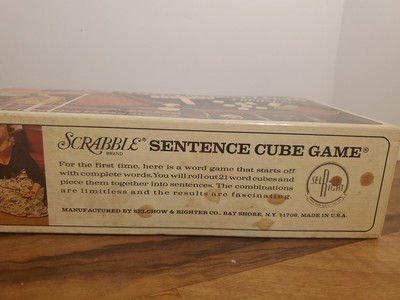 SCRABBLE® SENTENCE CUBE GAME®
BRAND
For the first time, here is a word game that starts off
with complete words. You will roll out 21 word cubes and
piece them together into sentences. The combinations
are limitless and the results are fascinating.
SELRIGHT
MANUFACTURED BY SELCHOW & RIGHTER CO., BAY SHORE, N.Y. 11706, MADE IN U.S.A.